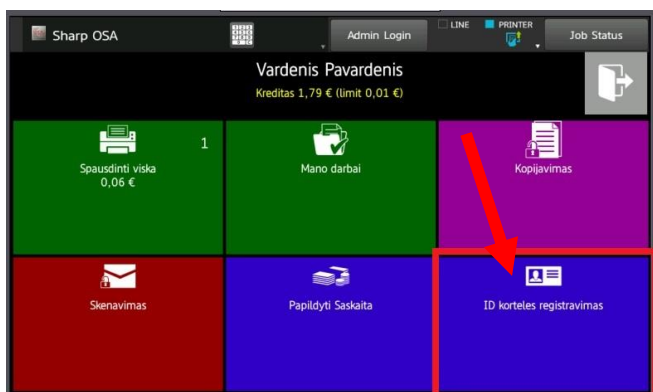 Sharp OSA
Admin Login
LINE
PRINTER
Job Status
Vardenis Pavardenis
Kreditas 1,79 € (limit 0,01 €)
1
Spausdinti viska
0,06 €
Mano darbai
Kopijavimas
Skenavimas
Papildyti Saskaita
ID korteles registravimas